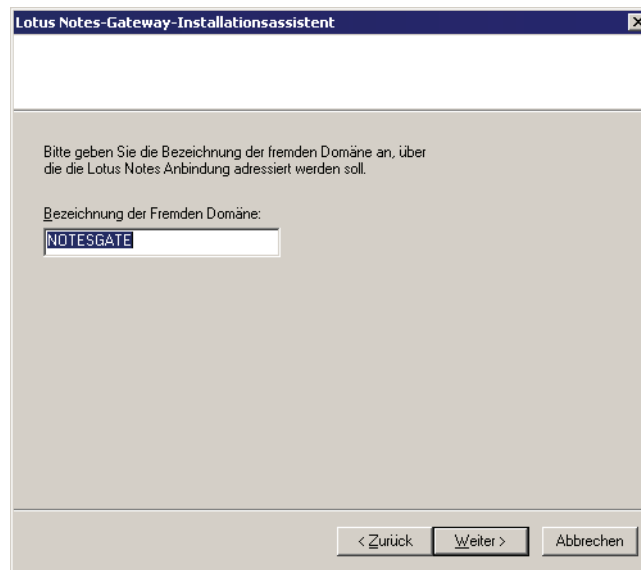 Lotus Notes-Gateway-Installationsassistent
Bitte geben Sie die Bezeichnung der fremden Domäne an, über
die die Lotus Notes Anbindung adressiert werden soll.
Bezeichnung der Fremden Domäne:
NOTESGATE
< Zurück
Weiter >
Abbrechen